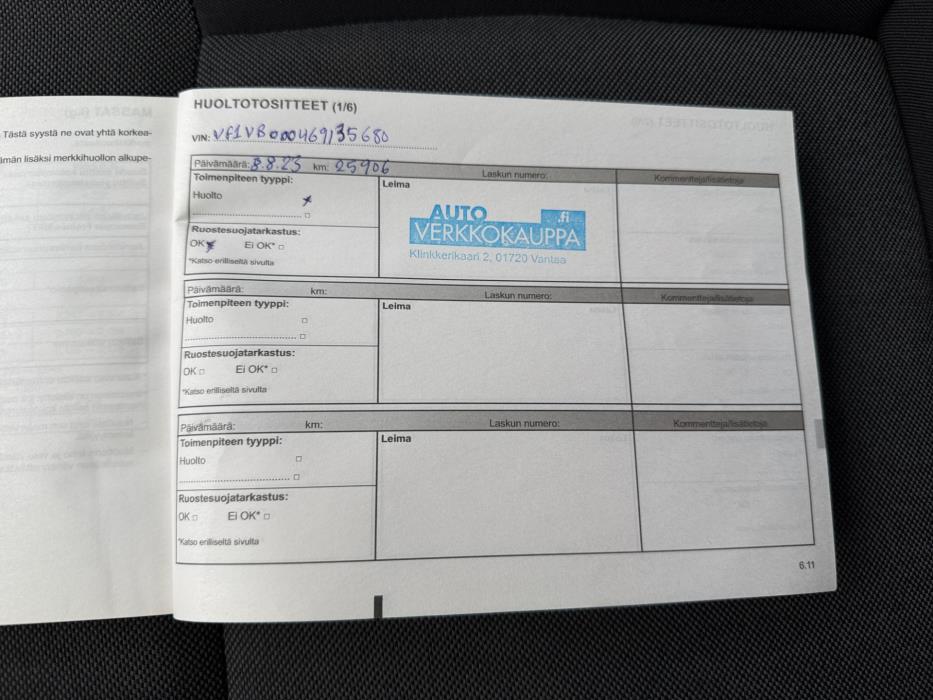 Tästä syystä ne ovat yhtä korkea-
män lisäksi merkkihuollon alkupe-
HUOLTOTOSITTEET (1/6)
VIN: VF1VB000469135680
Päivämäärä: 8.8.25 km: 25906 Laskun numero: Kommentteja/lisätietoja
Toimenpiteen tyyppi:
Leima
Huolto x
Ruostesuojatarkastus:
OK x Ei OK* □
*Katso erilliseltä sivulta
AUTO .fi
VERKKOKAUPPA
Klinkkerikaari 2, 01720 Vantaa
Päivämäärä: km: Laskun numero: Kommentteja/lisätietoja
Toimenpiteen tyyppi:
Leima
Huolto □
Ruostesuojatarkastus:
OK □ Ei OK* □
*Katso erilliseltä sivulta
Päivämäärä: km: Laskun numero: Kommentteja/lisätietoja
Toimenpiteen tyyppi:
Leima
Huolto □
Ruostesuojatarkastus:
OK □ Ei OK* □
*Katso erilliseltä sivulta
6.11